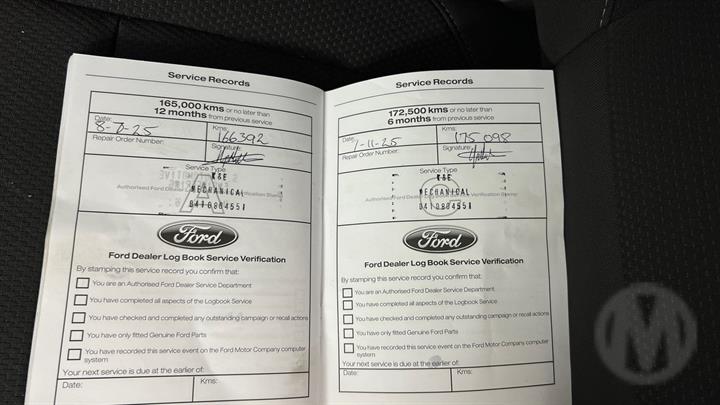 Service Records
165,000 kms or no later than
12 months from previous service
Date: 8-7-25 Kms: 166392
Repair Order Number: Signature:
Service Type
K&E
Authorised Ford
MECHANICAL
0410804551
Ford
Ford Dealer Log Book Service Verification
By stamping this service record you confirm that:
You are an Authorised Ford Dealer Service Department
You have completed all aspects of the Logbook Service
You have checked and completed any outstanding campaign or recall actions
You have only fitted Genuine Ford Parts
You have recorded this service event on the Ford Motor Company computer
system
Your next service is due at the earlier of:
Date: Kms:
Service Records
172,500 kms or no later than
6 months from previous service
Date: 7-11-25 Kms: 175 098
Repair Order Number: Signature:
Service Type
K&E
Authorised Ford Dealer Verification Stamp
MECHANICAL
0410804551
Ford
Ford Dealer Log Book Service Verification
By stamping this service record you confirm that:
You are an Authorised Ford Dealer Service Department
You have completed all aspects of the Logbook Service
You have checked and completed any outstanding campaign or recall actions
You have only fitted Genuine Ford Parts
You have recorded this service event on the Ford Motor Company computer
system
Your next service is due at the earlier of:
Date: Kms:
M